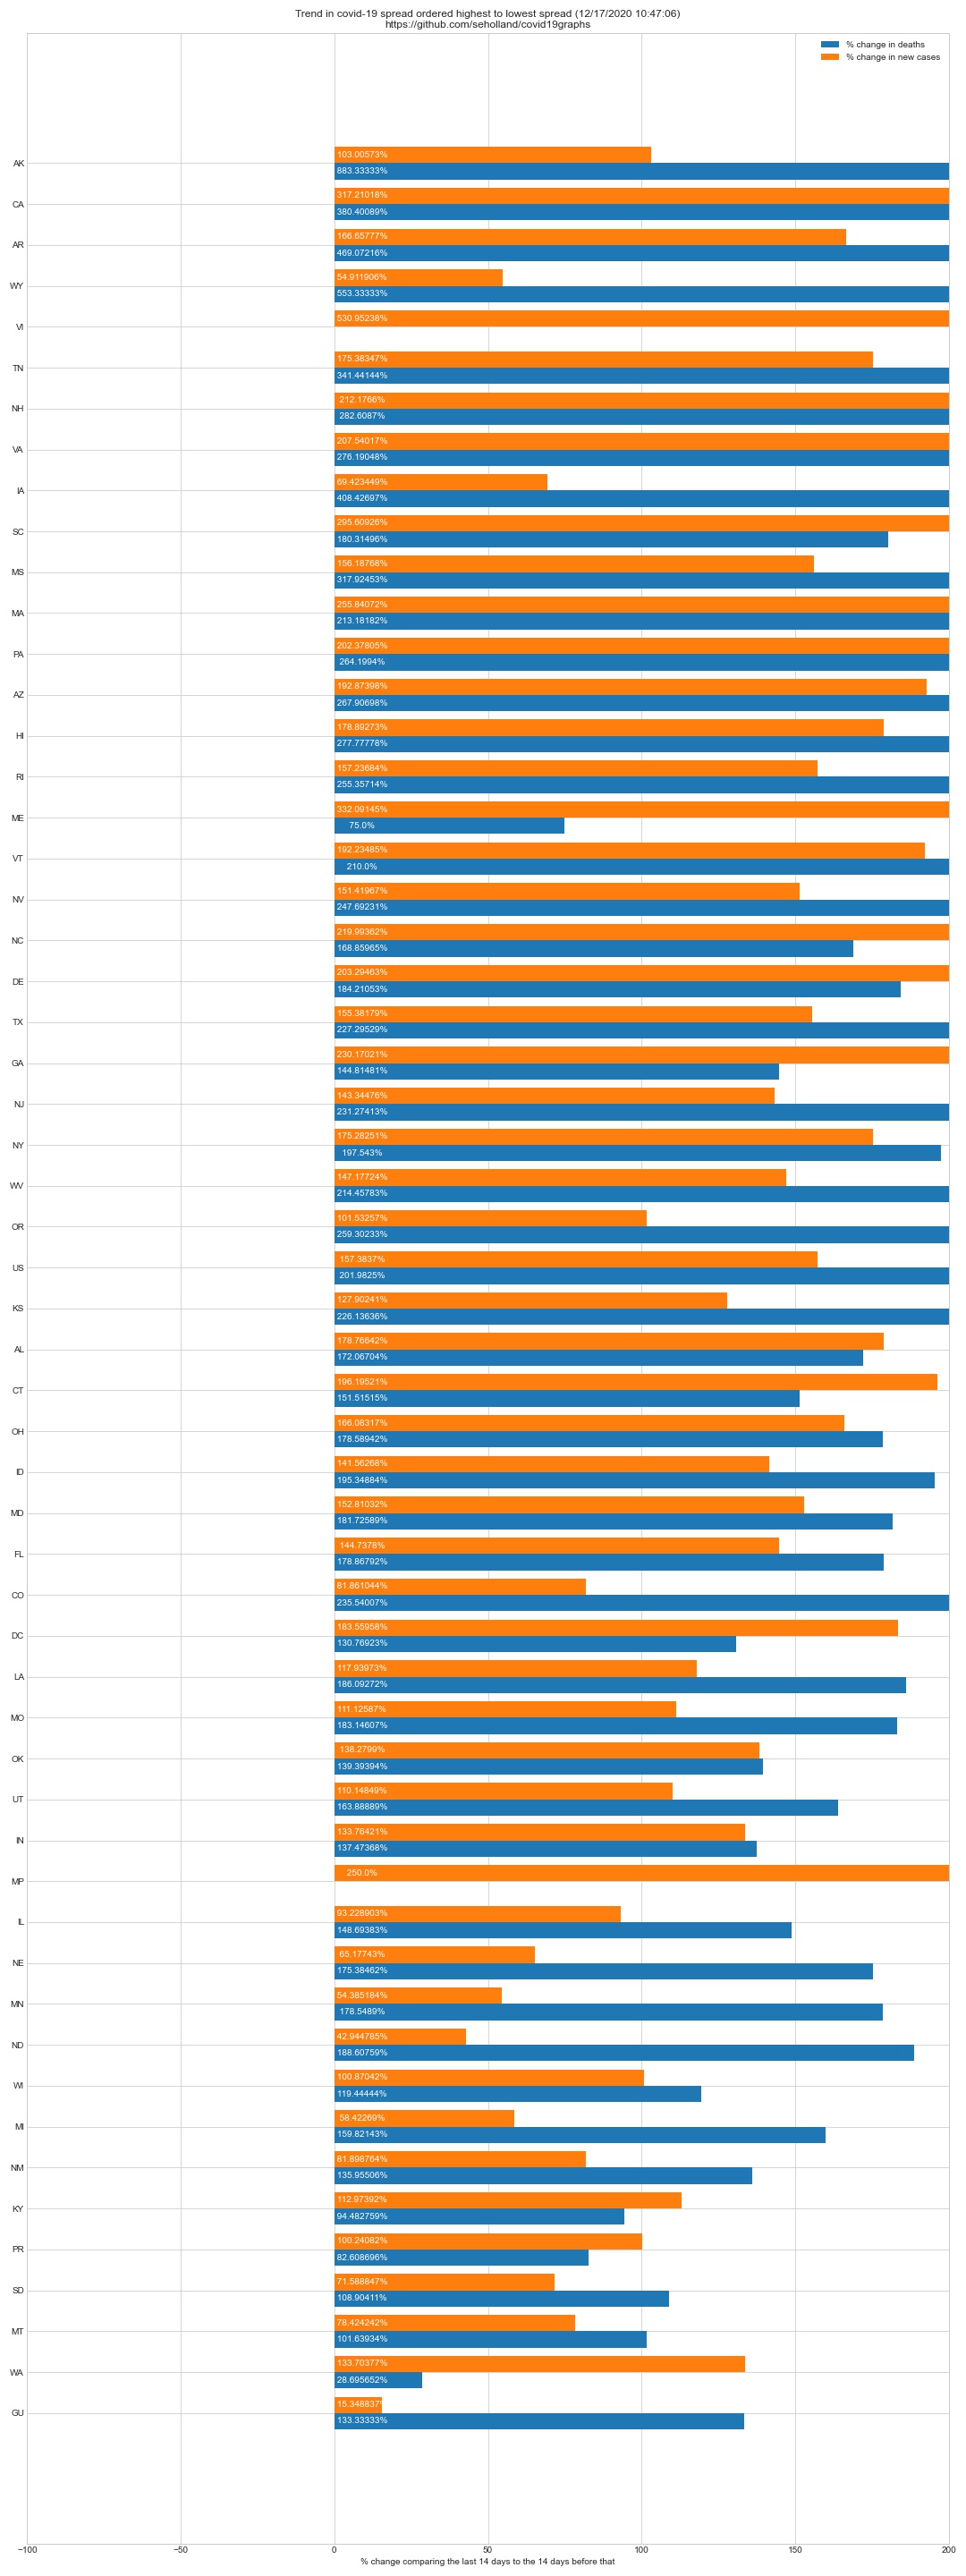 Trend in covid-19 spread ordered highest to lowest spread (12/17/2020 10:47:06)
https://github.com/seholland/covid19graphs
% change in deaths
% change in new cases
103.00573%
AK
883.33333%
317.21018%
CA
380.40089%
166.65777%
AR
469.07216%
54.911906%
WY
553.33333%
530.95238%
VI
175.38347%
TN
341.44144%
212.1766%
NH
282.6087%
207.54017%
VA
276.19048%
69.423449%
IA
408.42697%
295.60926%
SC
180.31496%
156.18768%
MS
317.92453%
255.84072%
MA
213.18182%
202.37805%
PA
264.1994%
192.87398%
AZ
267.90698%
178.89273%
HI
277.77778%
157.23684%
RI
255.35714%
332.09145%
ME
75.0%
192.23485%
VT
210.0%
151.41967%
NV
247.69231%
219.99362%
NC
168.85965%
203.29463%
DE
184.21053%
155.38179%
TX
227.29529%
230.17021%
GA
144.81481%
143.34476%
NJ
231.27413%
175.28251%
NY
197.543%
147.17724%
WV
214.45783%
101.53257%
OR
259.30233%
157.3837%
US
201.9825%
127.90241%
KS
226.13636%
178.76642%
AL
172.06704%
196.19521%
CT
151.51515%
166.08317%
OH
178.58942%
141.56268%
ID
195.34884%
152.81032%
MD
181.72589%
144.7378%
FL
178.86792%
81.861044%
CO
235.54007%
183.55958%
DC
130.76923%
117.93973%
LA
186.09272%
111.12587%
MO
183.14607%
138.2799%
OK
139.39394%
110.14849%
UT
163.88889%
133.76421%
IN
137.47368%
250.0%
MP
93.228903%
IL
148.69383%
65.17743%
NE
175.38462%
54.385184%
MN
178.5489%
42.944785%
ND
188.60759%
100.87042%
WI
119.44444%
58.42269%
MI
159.82143%
81.898764%
NM
135.95506%
112.97392%
KY
94.482759%
100.24082%
PR
82.608696%
71.588847%
SD
108.90411%
78.424242%
MT
101.63934%
133.70377%
WA
28.695652%
15.348837%
GU
133.33333%
−100 −50 0 50 100 150 200
% change comparing the last 14 days to the 14 days before that